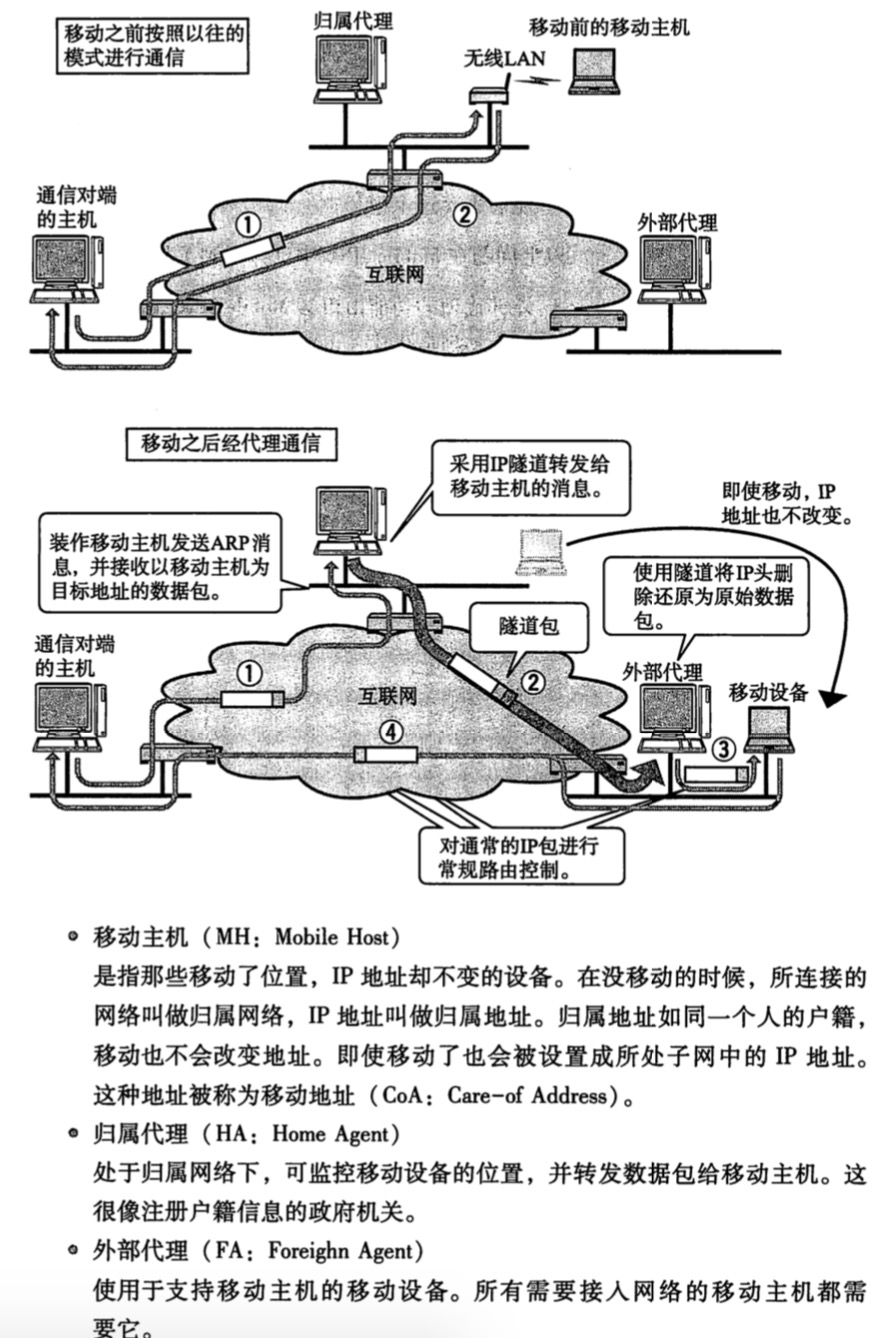 移动之前按照以往的
模式进行通信
归属代理
移动前的移动主机
无线LAN
通信对端
的主机
①
②
外部代理
互联网
移动之后经代理通信
采用IP隧道转发给
移动主机的消息。
即使移动，IP
地址也不改变。
装作移动主机发送ARP消
息，并接收以移动主机为
目标地址的数据包。
使用隧道将IP头删
除还原为原始数据
包。
隧道包
通信对端
的主机
①
互联网
②
外部代理
移动设备
③
④
对通常的IP包进行
常规路由控制。
移动主机（MH：Mobile Host）
是指那些移动了位置，IP 地址却不变的设备。在没移动的时候，所连接的
网络叫做归属网络，IP 地址叫做归属地址。归属地址如同一个人的户籍，
移动也不会改变地址。即使移动了也会被设置成所处子网中的 IP 地址。
这种地址被称为移动地址（CoA：Care-of Address）。
归属代理（HA：Home Agent）
处于归属网络下，可监控移动设备的位置，并转发数据包给移动主机。这
很像注册户籍信息的政府机关。
外部代理（FA：Foreighn Agent）
使用于支持移动主机的移动设备。所有需要接入网络的移动主机都需
要它。